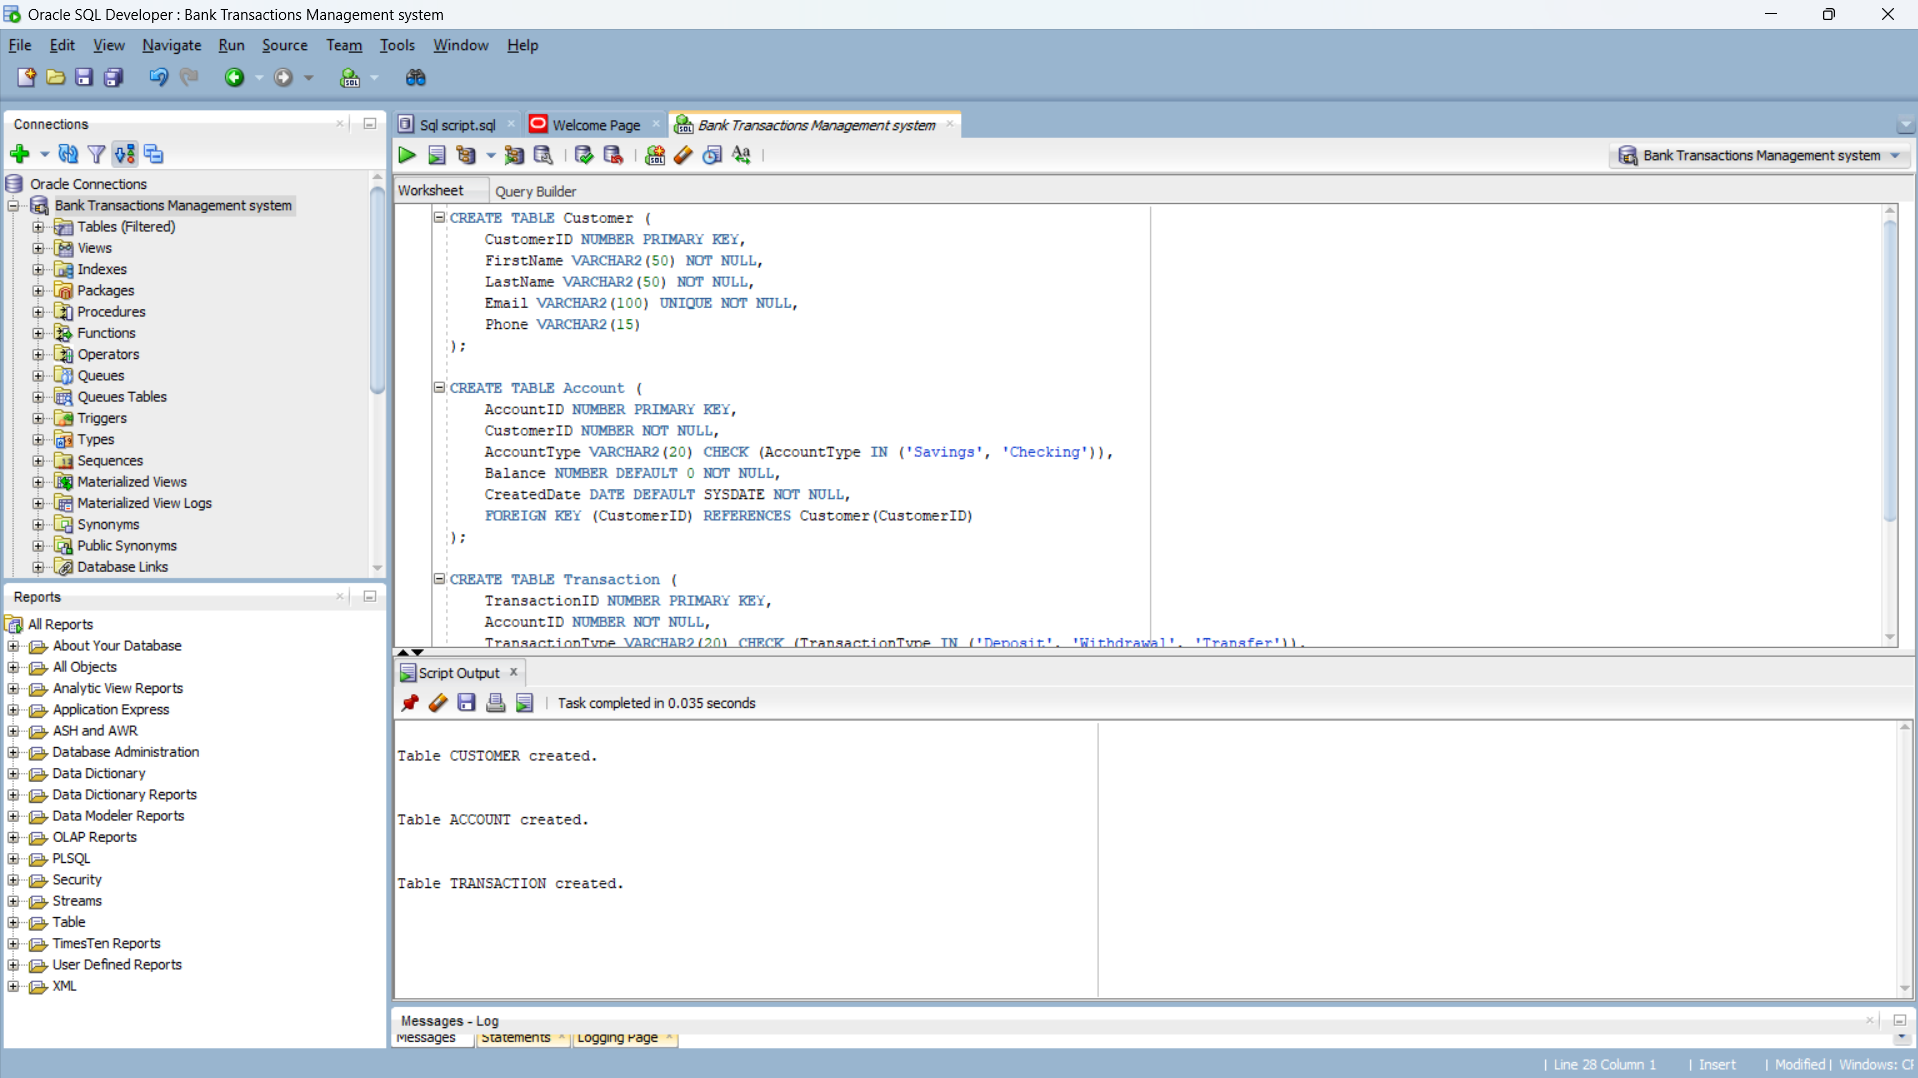 Oracle SQL Developer : Bank Transactions Management system
File Edit View Navigate Run Source Team Tools Window Help
Connections
Oracle Connections
Bank Transactions Management system
Tables (Filtered)
Views
Indexes
Packages
Procedures
Functions
Operators
Queues
Queues Tables
Triggers
Types
Sequences
Materialized Views
Materialized View Logs
Synonyms
Public Synonyms
Database Links
Reports
All Reports
About Your Database
All Objects
Analytic View Reports
Application Express
ASH and AWR
Database Administration
Data Dictionary
Data Dictionary Reports
Data Modeler Reports
OLAP Reports
PLSQL
Security
Streams
Table
TimesTen Reports
User Defined Reports
XML
Sql script.sql Welcome Page Bank Transactions Management system
Bank Transactions Management system
Worksheet Query Builder
CREATE TABLE Customer (
CustomerID NUMBER PRIMARY KEY,
FirstName VARCHAR2(50) NOT NULL,
LastName VARCHAR2(50) NOT NULL,
Email VARCHAR2(100) UNIQUE NOT NULL,
Phone VARCHAR2(15)
);
CREATE TABLE Account (
AccountID NUMBER PRIMARY KEY,
CustomerID NUMBER NOT NULL,
AccountType VARCHAR2(20) CHECK (AccountType IN ('Savings', 'Checking')),
Balance NUMBER DEFAULT 0 NOT NULL,
CreatedDate DATE DEFAULT SYSDATE NOT NULL,
FOREIGN KEY (CustomerID) REFERENCES Customer(CustomerID)
);
CREATE TABLE Transaction (
TransactionID NUMBER PRIMARY KEY,
AccountID NUMBER NOT NULL,
TransactionType VARCHAR2(20) CHECK (TransactionType IN ('Deposit', 'Withdrawal', 'Transfer')),
Script Output
Task completed in 0.035 seconds
Table CUSTOMER created.
Table ACCOUNT created.
Table TRANSACTION created.
Messages - Log
Messages Statements Logging Page
Line 28 Column 1 | Insert | Modified | Windows: